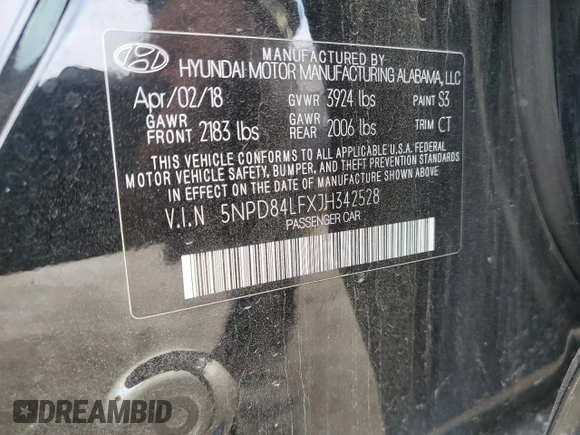 MANUFACTURED BY
HYUNDAI MOTOR MANUFACTURING ALABAMA, LLC
Apr/02/18 GVWR 3924 lbs PAINT S3
GAWR FRONT 2183 lbs GAWR REAR 2006 lbs TRIM CT
THIS VEHICLE CONFORMS TO ALL APPLICABLE U.S.A. FEDERAL
MOTOR VEHICLE SAFETY, BUMPER, AND THEFT PREVENTION STANDARDS
IN EFFECT ON THE DATE OF MANUFACTURE SHOWN ABOVE.
V.I.N 5NPD84LFXJH342528
PASSENGER CAR
DREAMBID